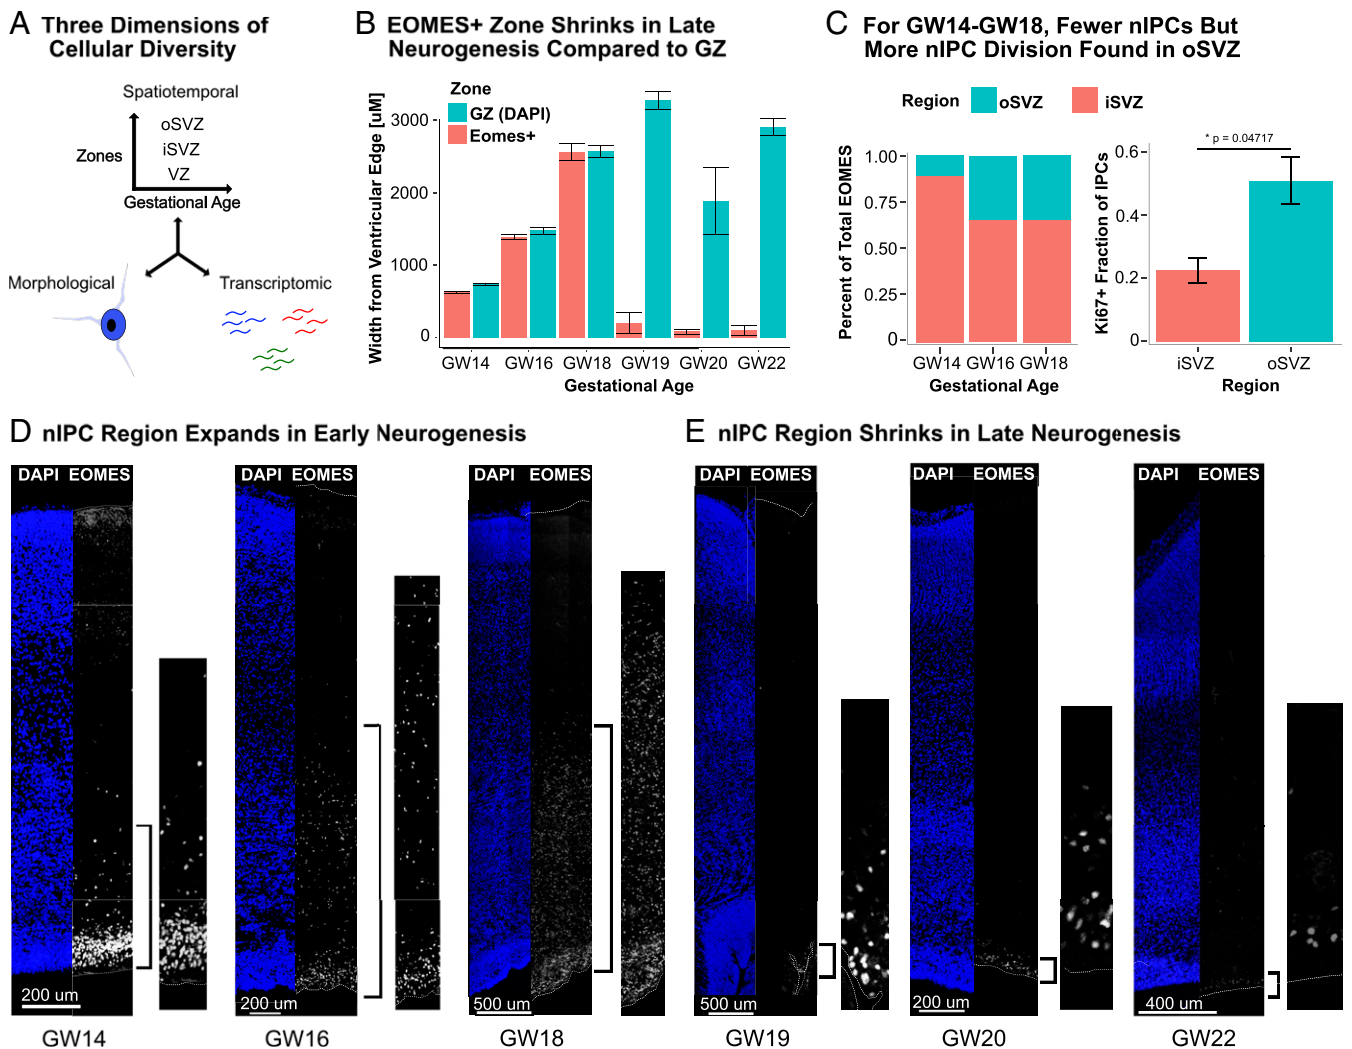 A Three Dimensions of
Cellular Diversity
Spatiotemporal
oSVZ
iSVZ
VZ
Zones
Gestational Age
Morphological
Transcriptomic
B EOMES+ Zone Shrinks in Late
Neurogenesis Compared to GZ
Zone
GZ (DAPI)
Eomes+
Width from Ventricular Edge [uM]
3000
2000
1000
0
GW14 GW16 GW18 GW19 GW20 GW22
Gestational Age
C For GW14-GW18, Fewer nIPCs But
More nIPC Division Found in oSVZ
Region oSVZ iSVZ
Percent of Total EOMES
1.00
0.75
0.50
0.25
0
GW14 GW16 GW18
Gestational Age
Ki67+ Fraction of IPCs
* p = 0.04717
0.6
0.4
0.2
0
iSVZ oSVZ
Region
D nIPC Region Expands in Early Neurogenesis
DAPI EOMES
200 um
GW14
DAPI EOMES
200 um
GW16
DAPI EOMES
500 um
GW18
E nIPC Region Shrinks in Late Neurogenesis
DAPI EOMES
500 um
GW19
DAPI EOMES
200 um
GW20
DAPI EOMES
400 um
GW22